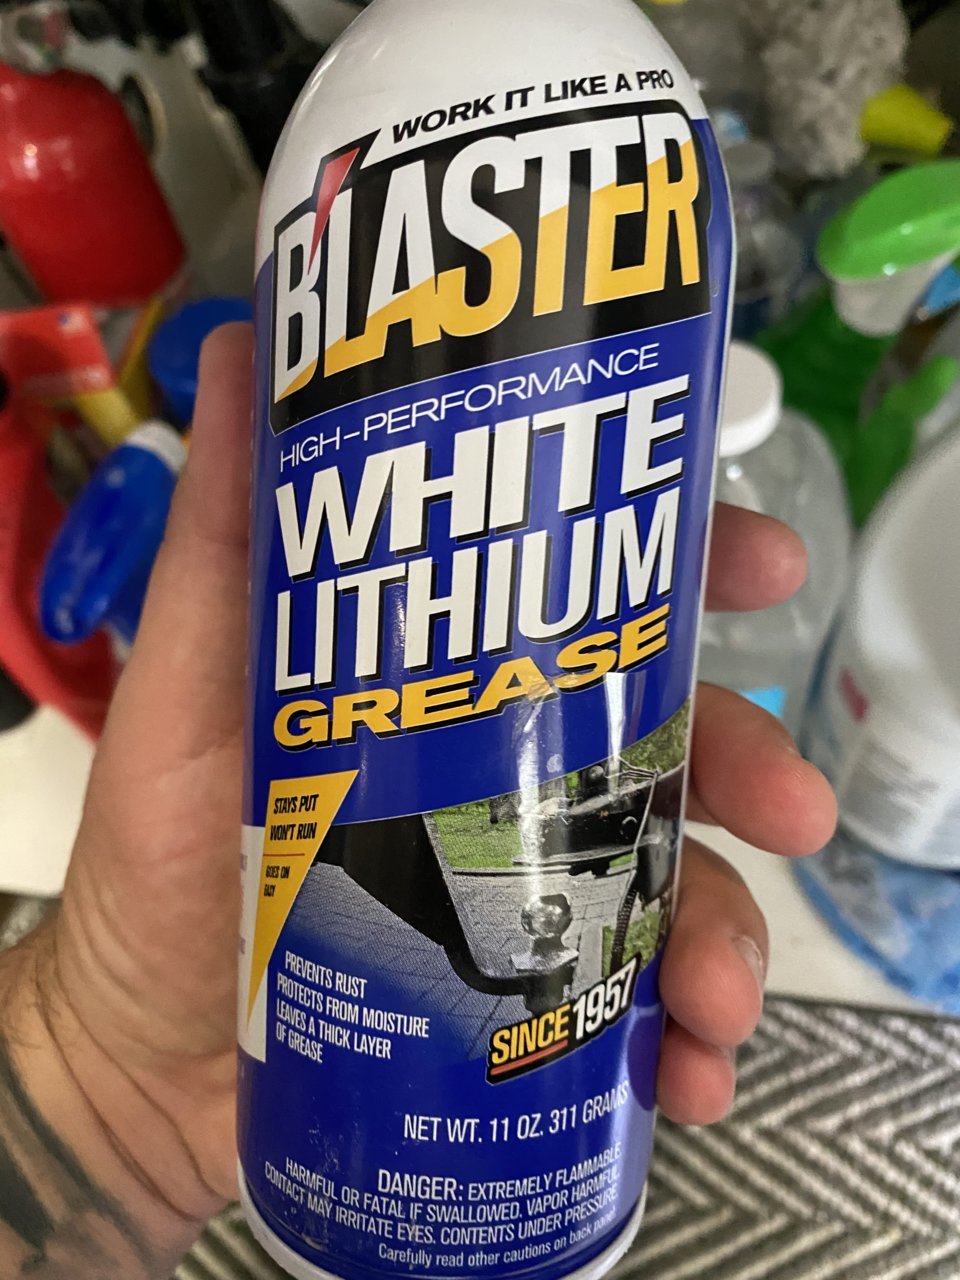 WORK IT LIKE A PRO
B'LASTER
HIGH-PERFORMANCE
WHITE
LITHIUM
GREASE
STAYS PUT
WON'T RUN
GOES ON
EASY
PREVENTS RUST
PROTECTS FROM MOISTURE
LEAVES A THICK LAYER
OF GREASE
SINCE 1957
NET WT. 11 OZ. 311 GRAMS
DANGER: EXTREMELY FLAMMABLE.
HARMFUL OR FATAL IF SWALLOWED. VAPOR HARMFUL.
CONTACT MAY IRRITATE EYES. CONTENTS UNDER PRESSURE.
Carefully read other cautions on back panel.